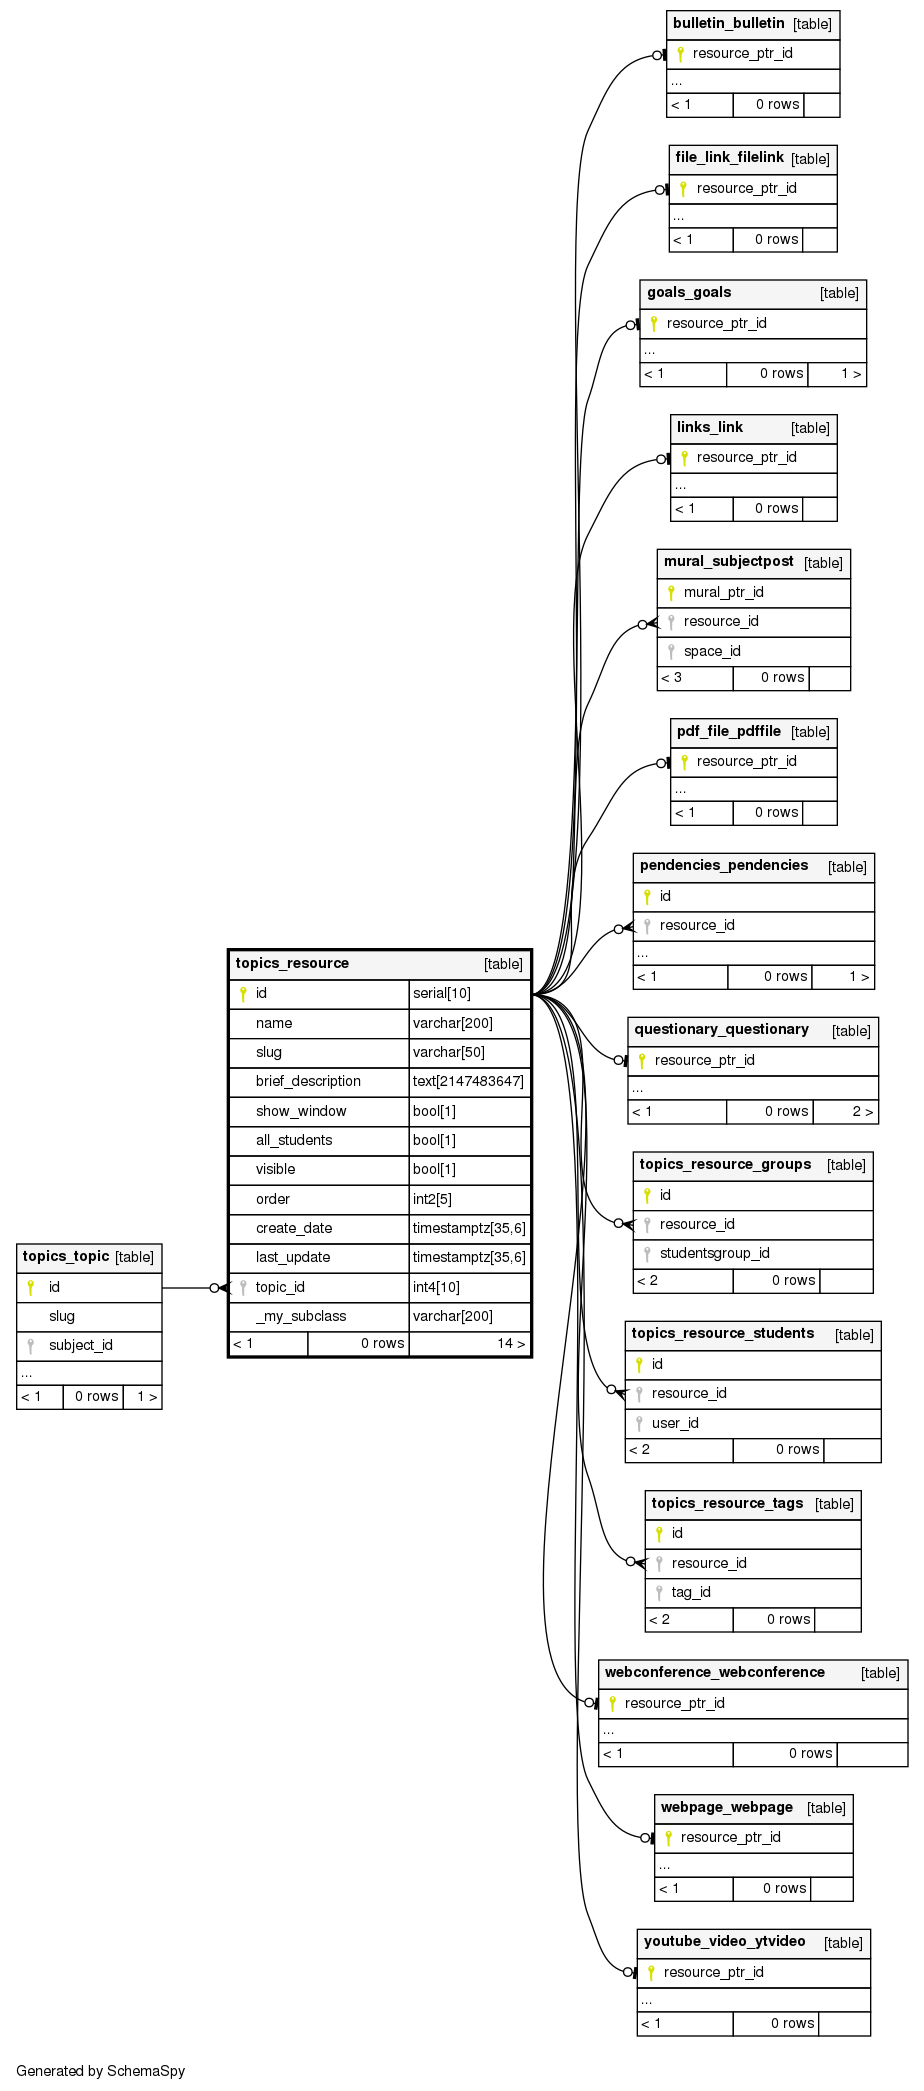 bulletin_bulletin [table]
resource_ptr_id
...
< 1 0 rows
file_link_filelink [table]
resource_ptr_id
...
< 1 0 rows
goals_goals [table]
resource_ptr_id
...
< 1 0 rows 1 >
links_link [table]
resource_ptr_id
...
< 1 0 rows
mural_subjectpost [table]
mural_ptr_id
resource_id
space_id
< 3 0 rows
pdf_file_pdffile [table]
resource_ptr_id
...
< 1 0 rows
pendencies_pendencies [table]
id
resource_id
...
< 1 0 rows 1 >
topics_resource [table]
id serial[10]
name varchar[200]
slug varchar[50]
brief_description text[2147483647]
show_window bool[1]
all_students bool[1]
visible bool[1]
order int2[5]
create_date timestamptz[35,6]
last_update timestamptz[35,6]
topic_id int4[10]
_my_subclass varchar[200]
< 1 0 rows 14 >
topics_topic [table]
id
slug
subject_id
...
< 1 0 rows 1 >
questionary_questionary [table]
resource_ptr_id
...
< 1 0 rows 2 >
topics_resource_groups [table]
id
resource_id
studentsgroup_id
< 2 0 rows
topics_resource_students [table]
id
resource_id
user_id
< 2 0 rows
topics_resource_tags [table]
id
resource_id
tag_id
< 2 0 rows
webconference_webconference [table]
resource_ptr_id
...
< 1 0 rows
webpage_webpage [table]
resource_ptr_id
...
< 1 0 rows
youtube_video_ytvideo [table]
resource_ptr_id
...
< 1 0 rows
Generated by SchemaSpy